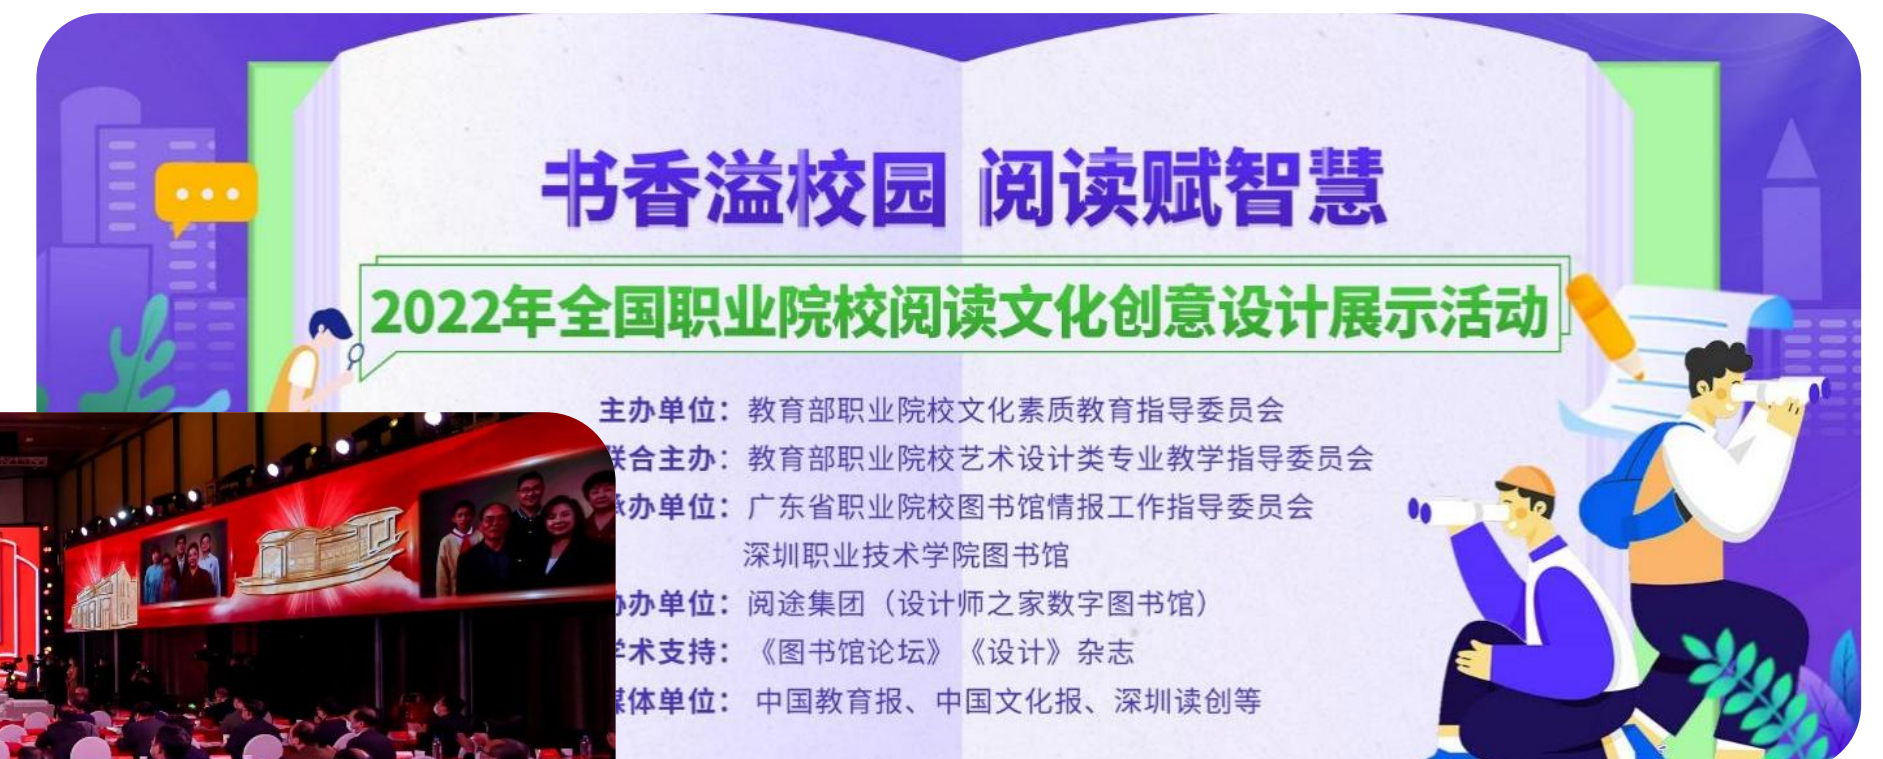 书香溢校园 阅读赋智慧
2022年全国职业院校阅读文化创意设计展示活动
主办单位：教育部职业院校文化素质教育指导委员会
联合主办：教育部职业院校艺术设计类专业教学指导委员会
承办单位：广东省职业院校图书馆情报工作指导委员会
深圳职业技术学院图书馆
协办单位：阅途集团（设计师之家数字图书馆）
学术支持：《图书馆论坛》《设计》杂志
媒体单位：中国教育报、中国文化报、深圳读创等